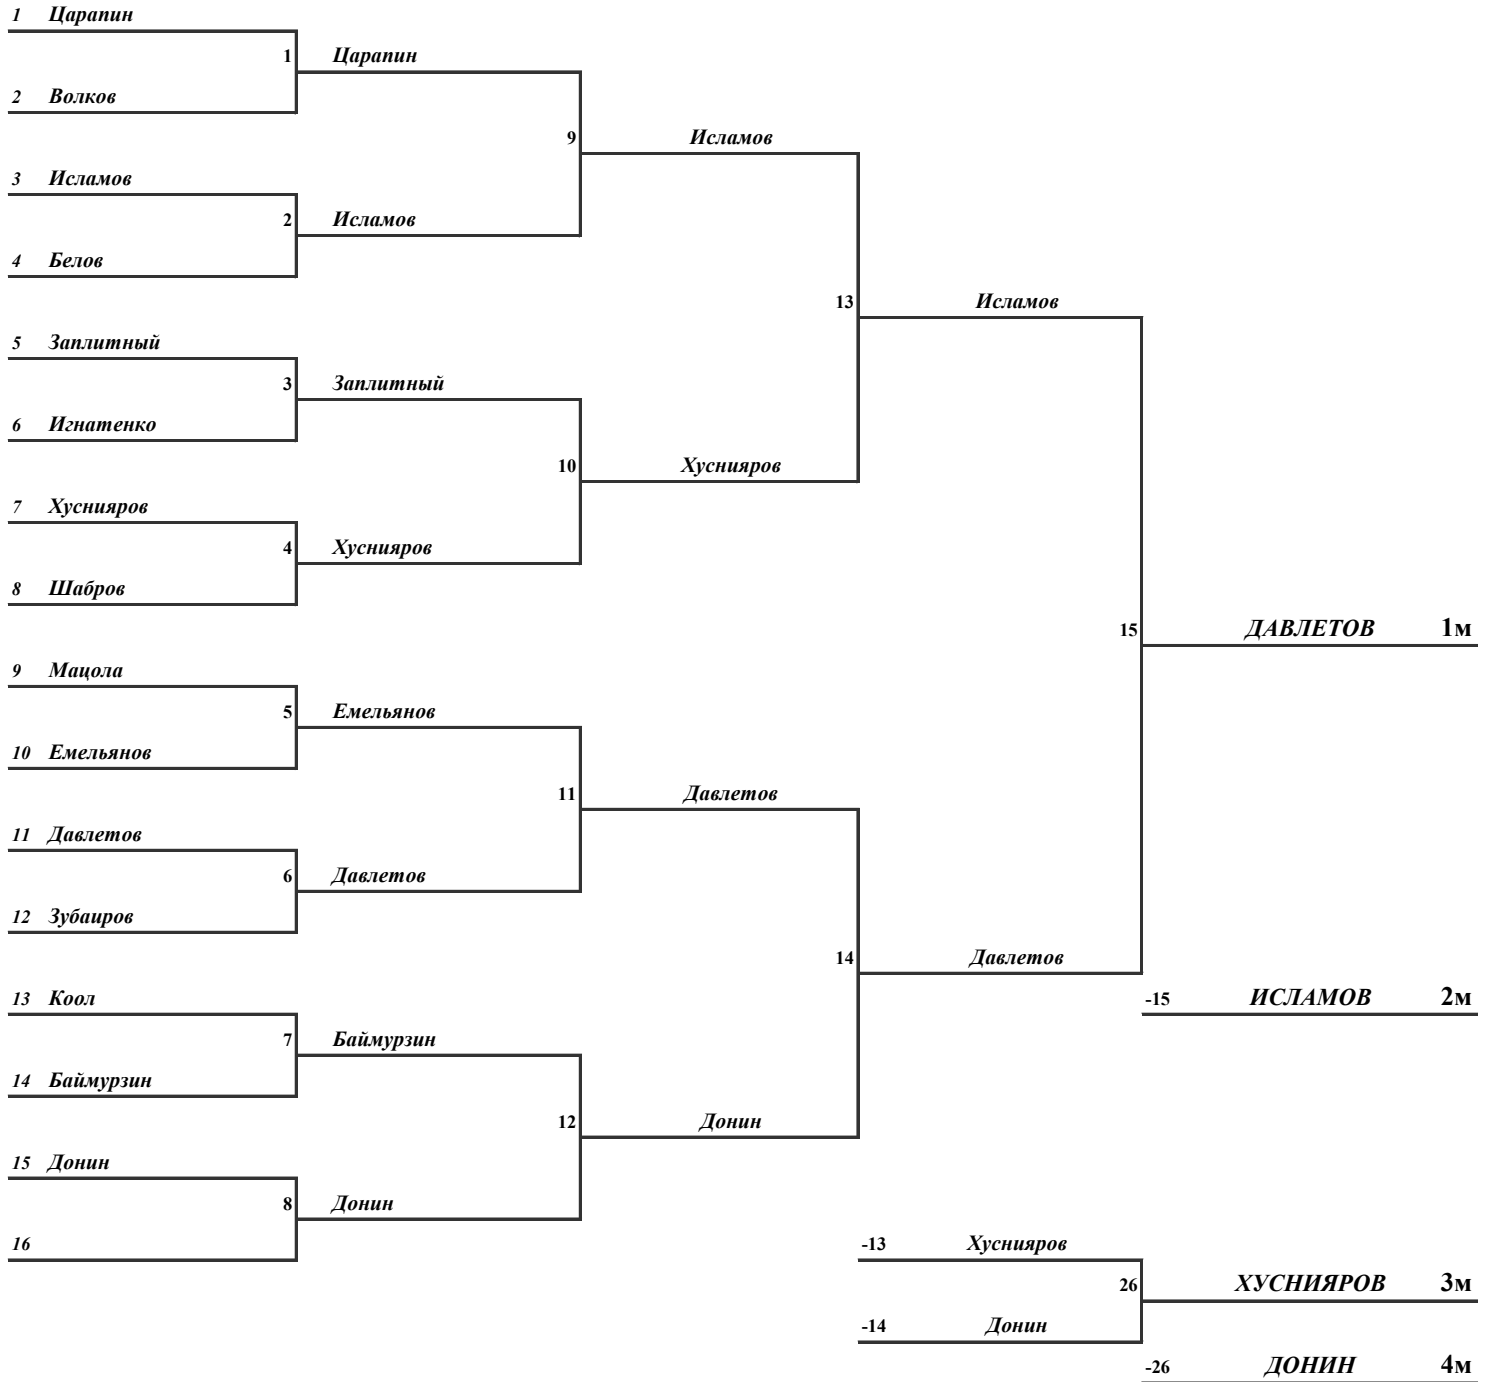 1 Царапин
1 Царапин
2 Волков
9 Исламов
3 Исламов
2 Исламов
4 Белов
13 Исламов
5 Заплитный
3 Заплитный
6 Игнатенко
10 Хуснияров
7 Хуснияров
4 Хуснияров
8 Шабров
15 ДАВЛЕТОВ 1м
9 Мацола
5 Емельянов
10 Емельянов
11 Давлетов
11 Давлетов
6 Давлетов
12 Зубаиров
14 Давлетов
13 Коол
-15 ИСЛАМОВ 2м
7 Баймурзин
14 Баймурзин
12 Донин
15 Донин
8 Донин
16
-13 Хуснияров
26 ХУСНИЯРОВ 3м
-14 Донин
-26 ДОНИН 4м